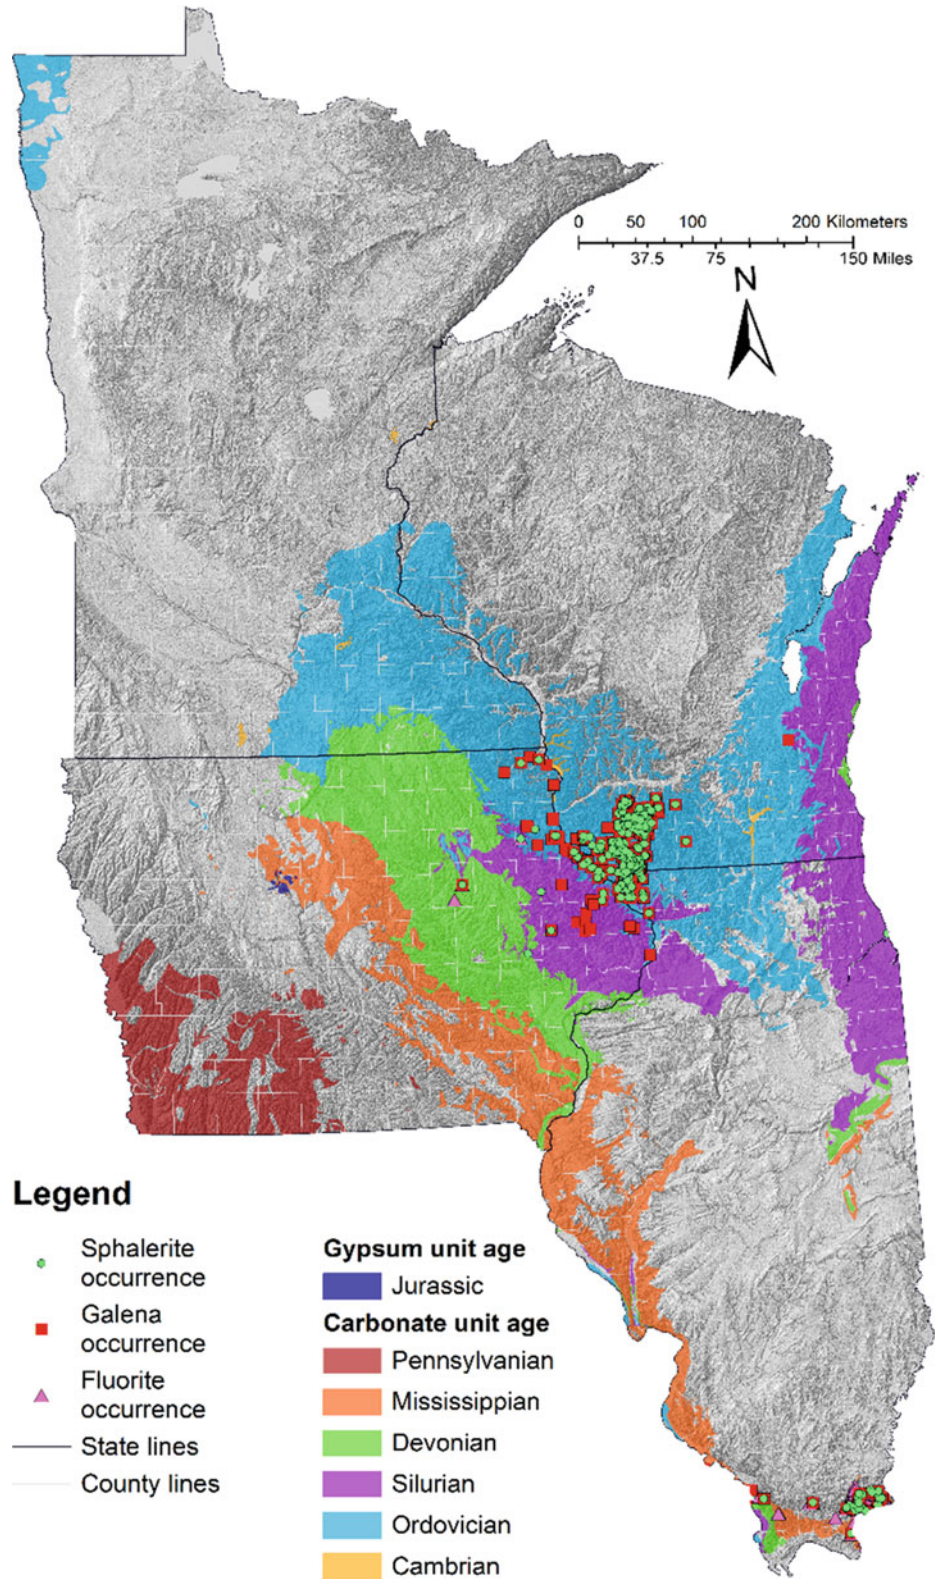 0 50 100 200 Kilometers
37.5 75 150 Miles
N
Legend
Sphalerite
occurrence
Galena
occurrence
Fluorite
occurrence
State lines
County lines
Gypsum unit age
Jurassic
Carbonate unit age
Pennsylvanian
Mississippian
Devonian
Silurian
Ordovician
Cambrian